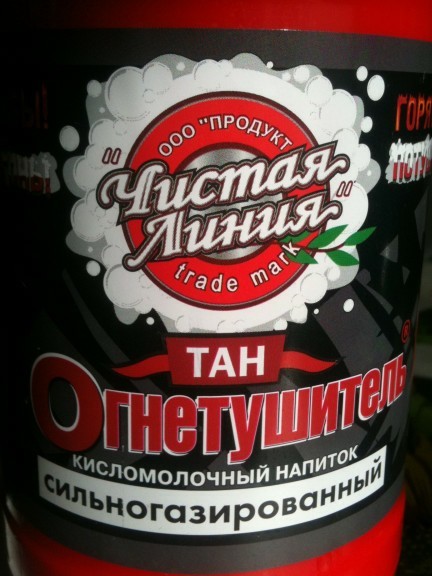 ООО "ПРОДУКТ
"Чистая
Линия"
trade mark
ТАН
Огнетушитель®
КИСЛОМОЛОЧНЫЙ НАПИТОК
сильногазированный